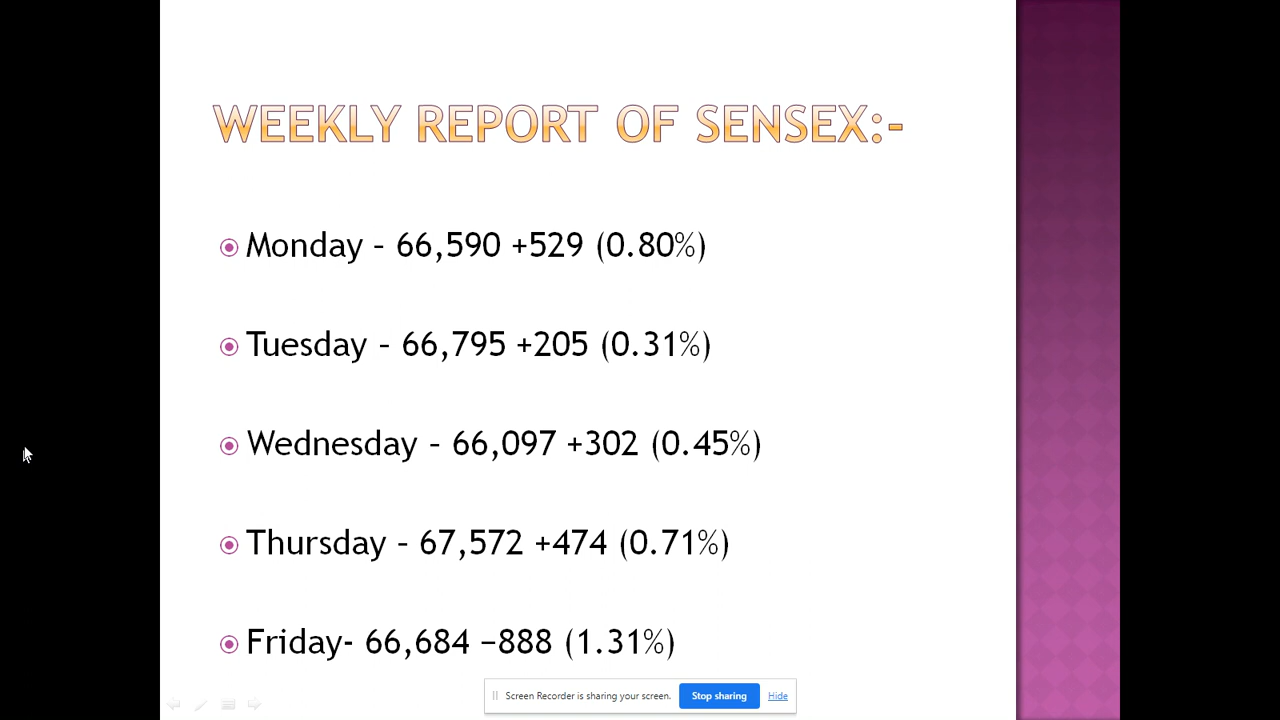 WEEKLY REPORT OF SENSEX:-
Monday – 66,590 +529 (0.80%)
Tuesday – 66,795 +205 (0.31%)
Wednesday – 66,097 +302 (0.45%)
Thursday – 67,572 +474 (0.71%)
Friday- 66,684 −888 (1.31%)
Screen Recorder is sharing your screen. Stop sharing Hide